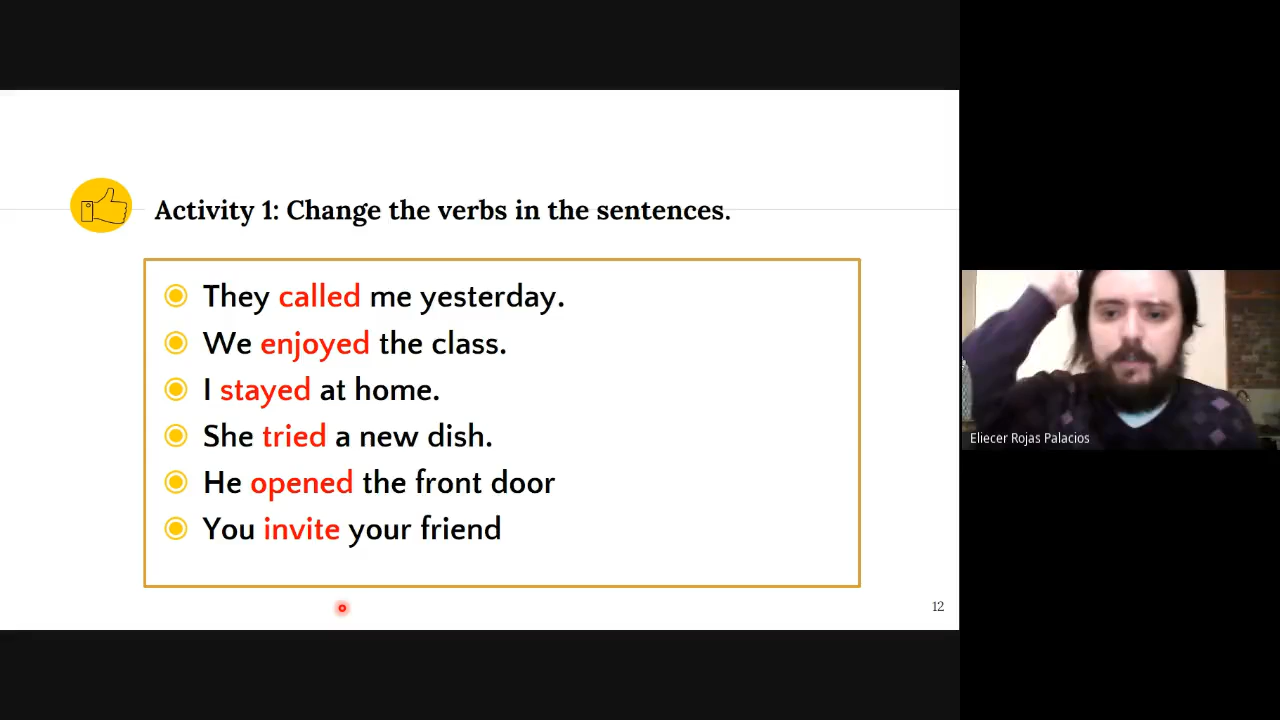 Activity 1: Change the verbs in the sentences.
They called me yesterday.
We enjoyed the class.
I stayed at home.
She tried a new dish.
He opened the front door
You invite your friend
12
Eliecer Rojas Palacios